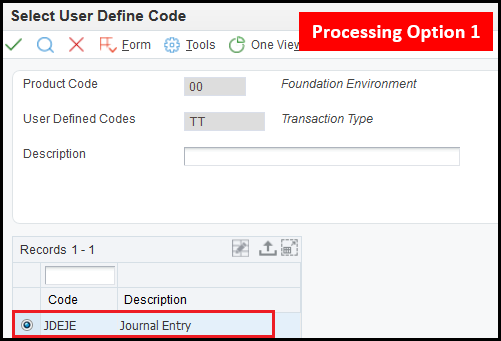 Select User Define Code
Processing Option 1
Form Tools One View
Product Code 00 Foundation Environment
User Defined Codes TT Transaction Type
Description
Records 1 - 1
Code Description
JDEJE Journal Entry